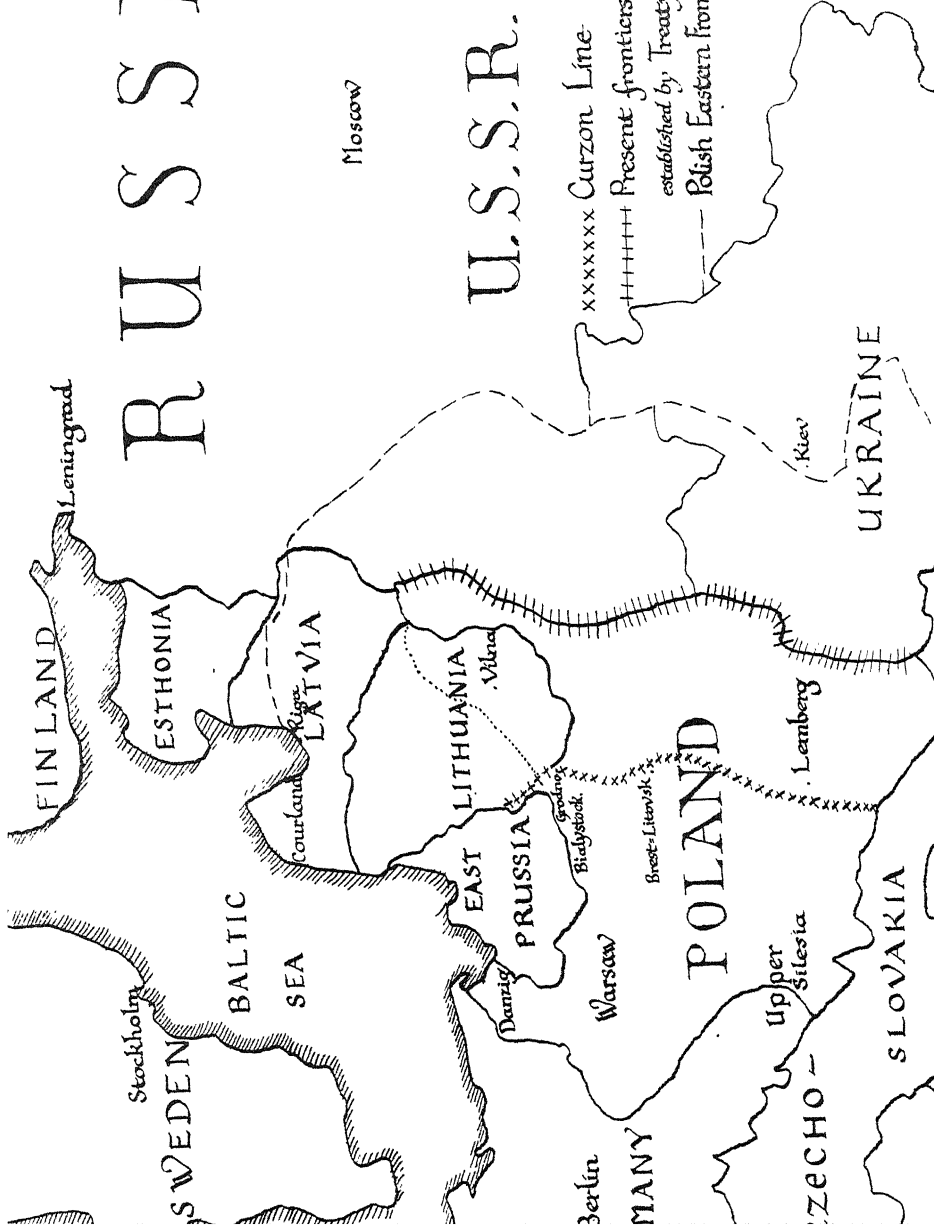 FINLAND
Leningrad
Stockholm
ESTHONIA
R U S S
SWEDEN
BALTIC
SEA
Riga
LATVIA
Courland
Moscow
LITHUANIA
Vilna
EAST
PRUSSIA
Danzig
U.S.S.R.
Grodno
Bialystock.
xxxxxxx Curzon Line
Berlin
Warsaw
Present frontiers
MANY
Brest-Litovsk.
established by Treaty
POLAND
Polish Eastern Fron
Upper
Silesia
Lemberg
Kiev
ZECHO-
SLOVAKIA
UKRAINE